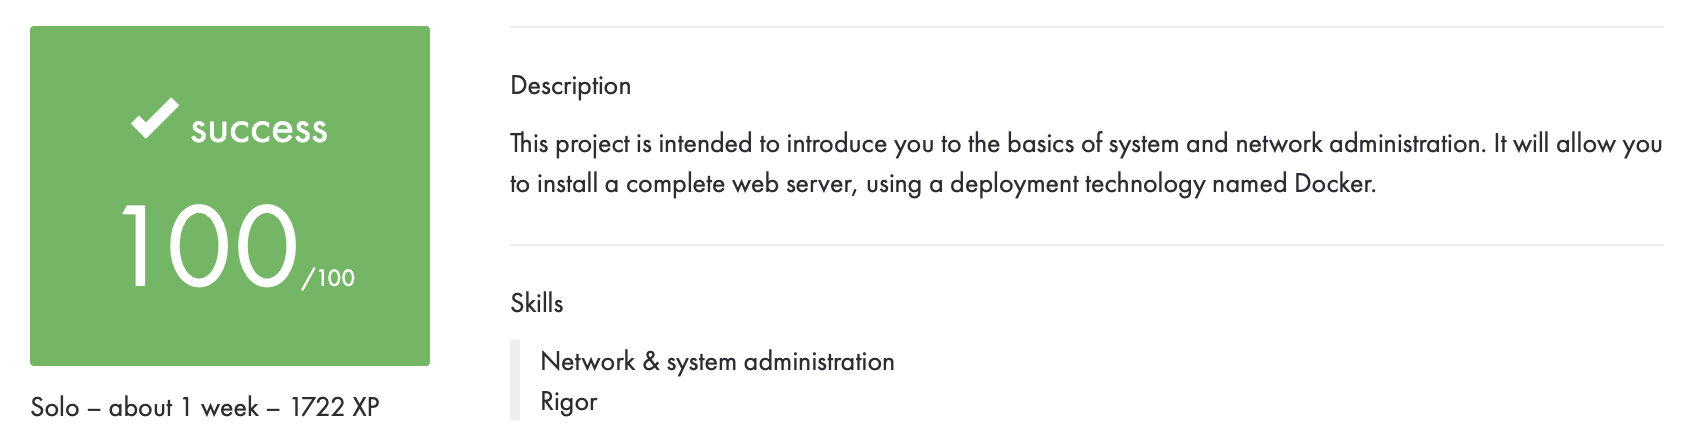 success
100/100
Solo – about 1 week – 1722 XP
Description
This project is intended to introduce you to the basics of system and network administration. It will allow you
to install a complete web server, using a deployment technology named Docker.
Skills
Network & system administration
Rigor